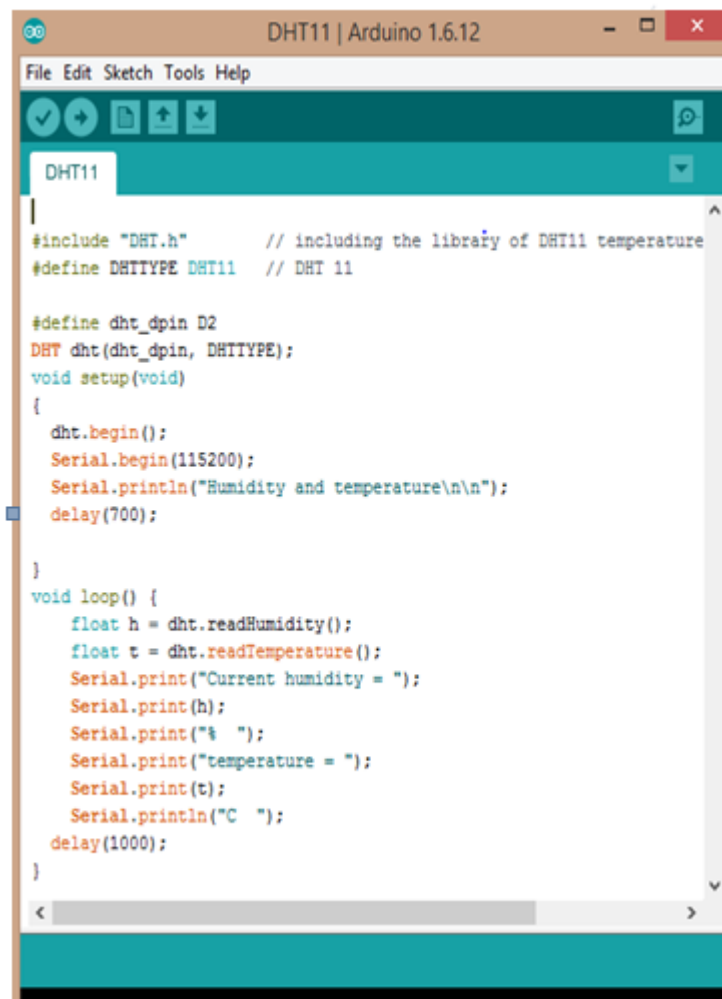 DHT11 | Arduino 1.6.12
File Edit Sketch Tools Help
DHT11
#include "DHT.h" // including the library of DHT11 temperature
#define DHTTYPE DHT11 // DHT 11
#define dht_dpin D2
DHT dht(dht_dpin, DHTTYPE);
void setup(void)
{
dht.begin();
Serial.begin(115200);
Serial.println("Humidity and temperature\n\n");
delay(700);
}
void loop() {
float h = dht.readHumidity();
float t = dht.readTemperature();
Serial.print("Current humidity = ");
Serial.print(h);
Serial.print("%  ");
Serial.print("temperature = ");
Serial.print(t);
Serial.println("C  ");
delay(1000);
}